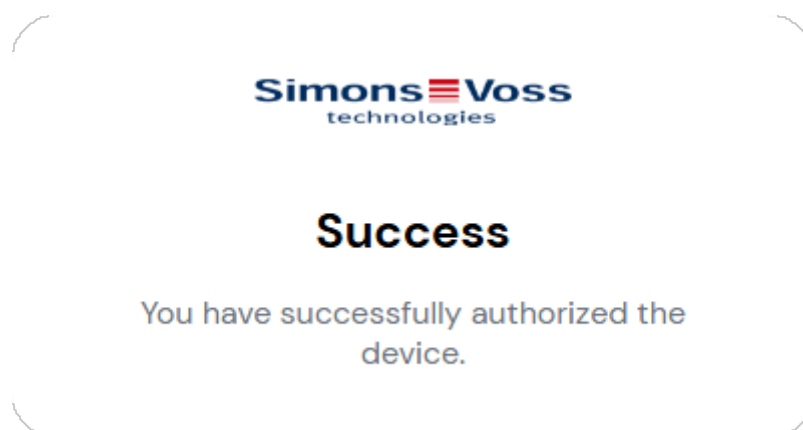 Simons Voss
technologies
Success
You have successfully authorized the
device.